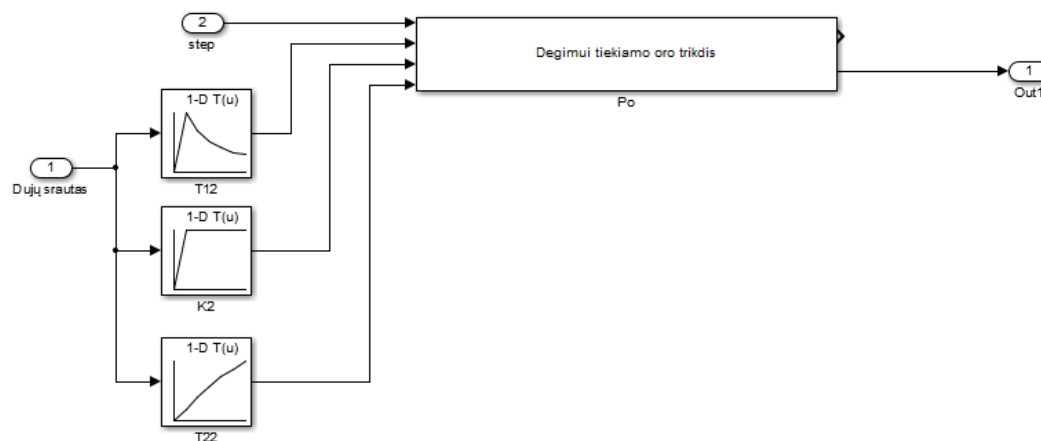 2
step
Degimui tiekiamo oro trikdis
Po
1
Out1
1-D T(u)
T12
1
Dujų srautas
1-D T(u)
K2
1-D T(u)
T22